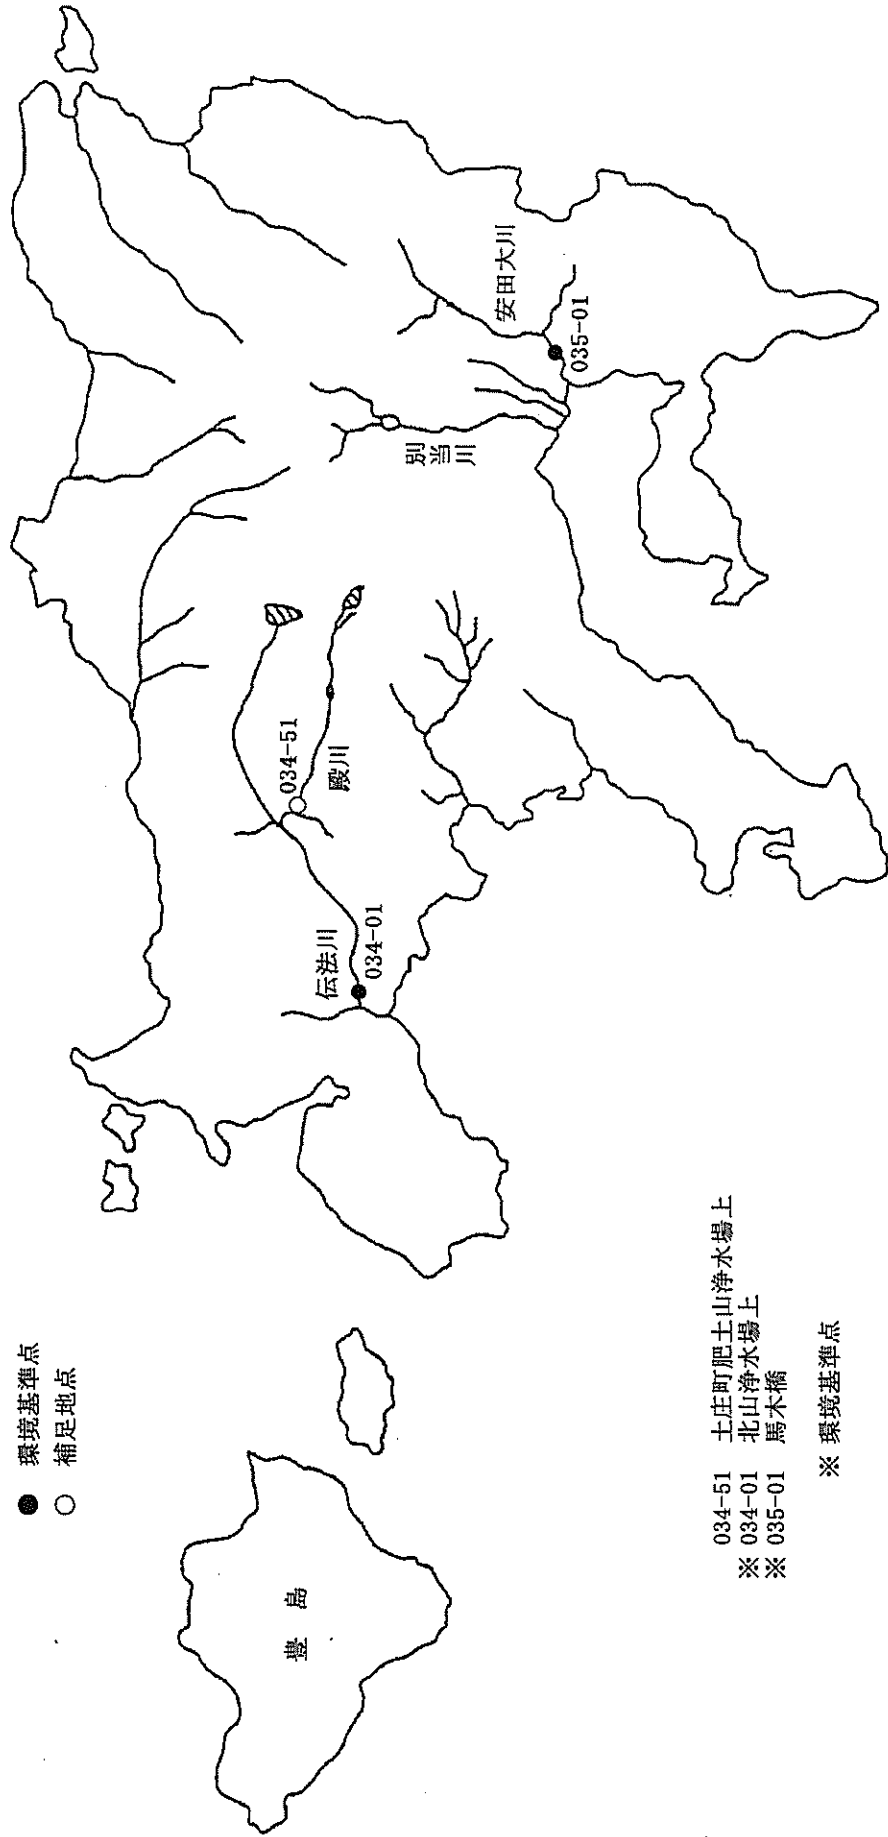 ● 環境基準点
○ 補足地点
豊島
伝法川
034-01
034-51
殿川
別当川
安田大川
035-01
034-51 土庄町肥土山浄水場上
※ 034-01 北山浄水場上
※ 035-01 馬木橋
※ 環境基準点